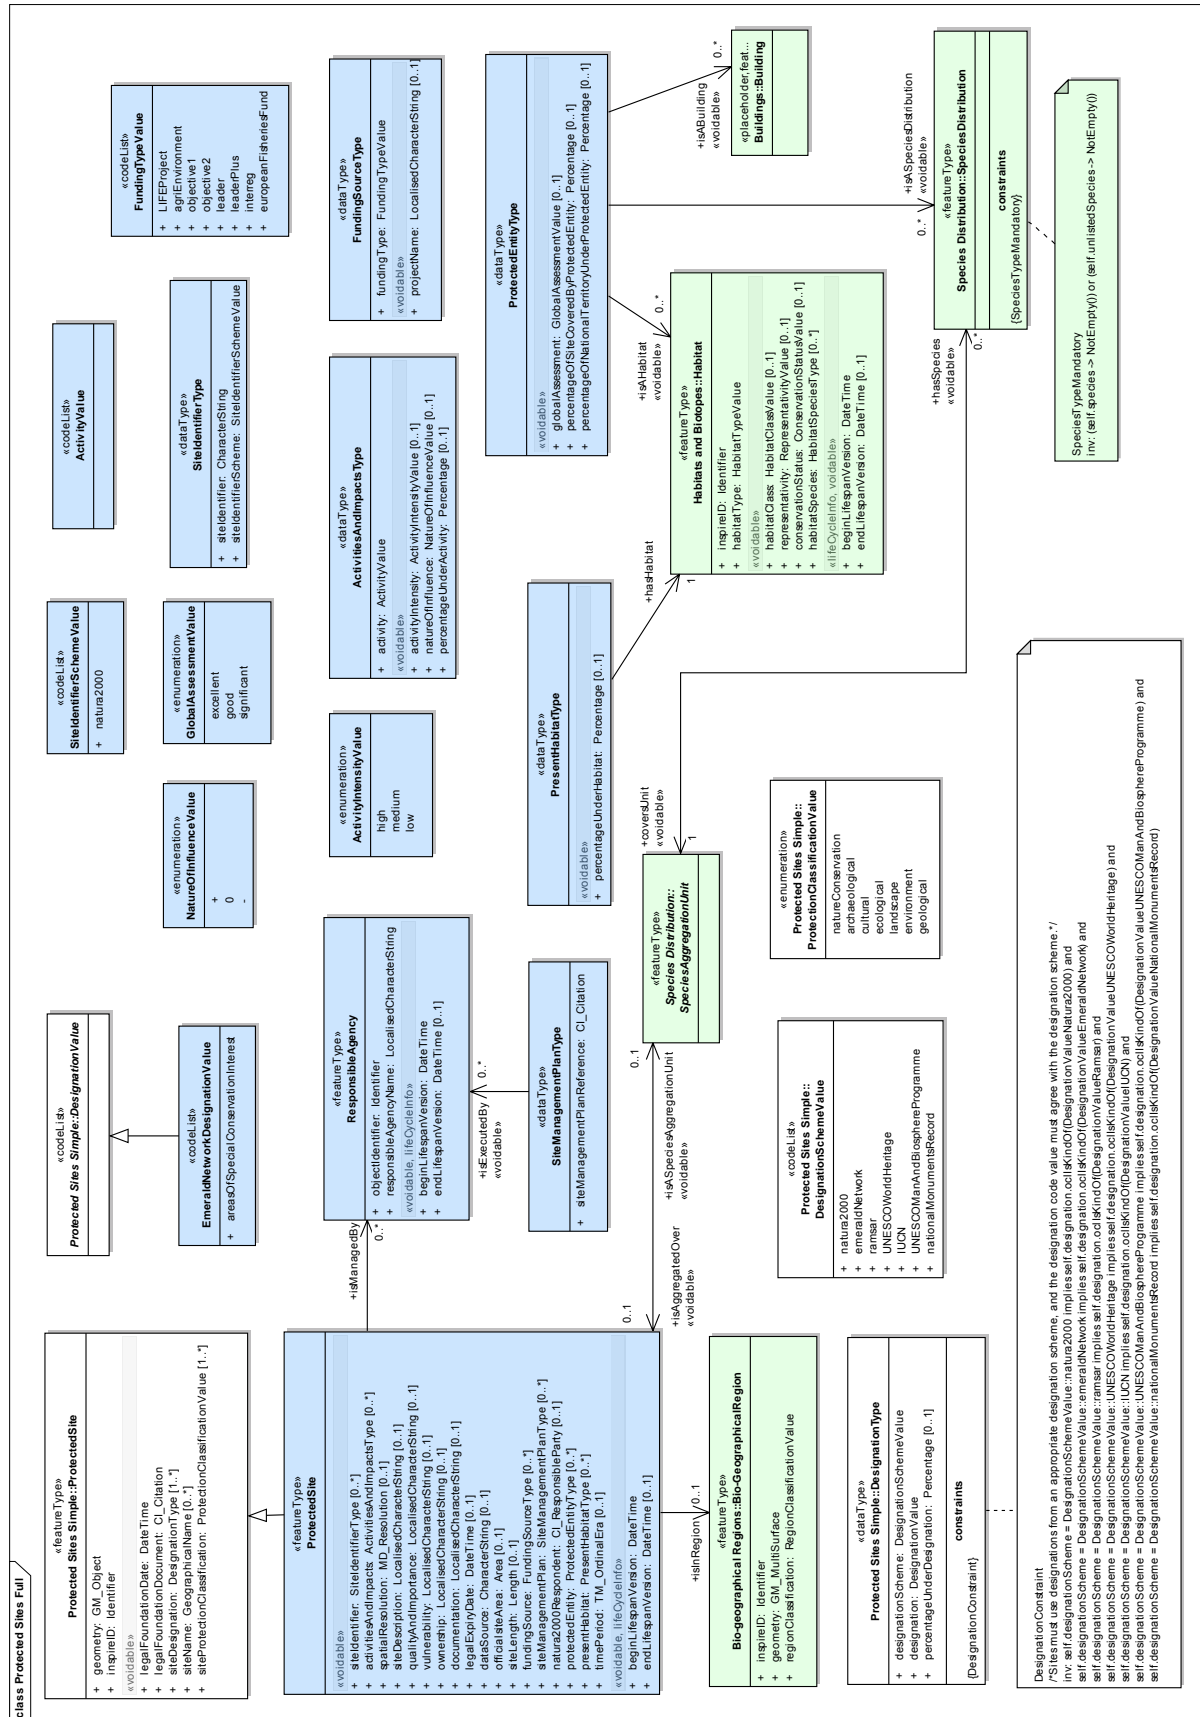 class Protected Sites Full
«featureType»
Protected Sites Simple::ProtectedSite
+ geometry: GM_Object
+ inspireID: Identifier
«voidable»
+ legalFoundationDate: DateTime
+ legalFoundationDocument: CI_Citation
+ siteDesignation: DesignationType [1..*]
+ siteName: GeographicalName [0..*]
+ siteProtectionClassification: ProtectionClassificationValue [1..*]
«codeList»
Protected Sites Simple::DesignationValue
«codeList»
EmeraldNetworkDesignationValue
+ areasOfSpecialConservationInterest
«enumeration»
NatureOfInfluenceValue
+
0
-
«codeList»
SiteIdentifierSchemeValue
+ natura2000
«enumeration»
GlobalAssessmentValue
excellent
good
significant
«codeList»
ActivityValue
«dataType»
SiteIdentifierType
+ siteIdentifier: CharacterString
+ siteIdentifierScheme: SiteIdentifierSchemeValue
«codeList»
FundingTypeValue
+ LIFEProject
+ agriEnvironment
+ objective1
+ objective2
+ leader
+ leaderPlus
+ interreg
+ europeanFisheriesFund
«featureType»
ProtectedSite
«voidable»
+ siteIdentifier: SiteIdentifierType [0..*]
+ activitiesAndImpacts: ActivitiesAndImpactsType [0..*]
+ spatialResolution: MD_Resolution [0..1]
+ siteDescription: LocalisedCharacterString [0..1]
+ qualityAndImportance: LocalisedCharacterString [0..1]
+ vulnerability: LocalisedCharacterString [0..1]
+ ownership: LocalisedCharacterString [0..1]
+ documentation: LocalisedCharacterString [0..1]
+ legalExpiryDate: DateTime [0..1]
+ dataSource: CharacterString [0..1]
+ officialSiteArea: Area [0..1]
+ siteLength: Length [0..1]
+ fundingSource: FundingSourceType [0..*]
+ siteManagementPlan: SiteManagementPlanType [0..*]
+ natura2000Respondent: CI_ResponsibleParty [0..1]
+ protectedEntity: ProtectedEntityType [0..*]
+ presentHabitat: PresentHabitatType [0..*]
+ timePeriod: TM_OrdinalEra [0..1]
«voidable, lifeCycleInfo»
+ beginLifespanVersion: DateTime
+ endLifespanVersion: DateTime [0..1]
+isManagedBy
0..*
«featureType»
ResponsibleAgency
+ objectIdentifier: Identifier
+ responsibleAgencyName: LocalisedCharacterString
«voidable, lifeCycleInfo»
+ beginLifespanVersion: DateTime
+ endLifespanVersion: DateTime [0..1]
+isExecutedBy
«voidable»
0..*
«dataType»
SiteManagementPlanType
+ siteManagementPlanReference: CI_Citation
«enumeration»
ActivityIntensityValue
high
medium
low
«dataType»
ActivitiesAndImpactsType
+ activity: ActivityValue
«voidable»
+ activityIntensity: ActivityIntensityValue [0..1]
+ natureOfInfluence: NatureOfInfluenceValue [0..1]
+ percentageUnderActivity: Percentage [0..1]
«dataType»
FundingSourceType
+ fundingType: FundingTypeValue
«voidable»
+ projectName: LocalisedCharacterString [0..1]
«dataType»
ProtectedEntityType
«voidable»
+ globalAssessment: GlobalAssessmentValue [0..1]
+ percentageOfSiteCoveredByProtectedEntity: Percentage [0..1]
+ percentageOfNationalTerritoryUnderProtectedEntity: Percentage [0..1]
«dataType»
PresentHabitatType
«voidable»
+ percentageUnderHabitat: Percentage [0..1]
+hasHabitat
1
+isAHabitat
«voidable»
0..*
+isABuilding
«voidable»
0..*
«placeholder,feat...
Buildings::Building
«featureType»
Habitats and Biotopes::Habitat
+ inspireID: Identifier
+ habitatType: HabitatTypeValue
«voidable»
+ habitatClass: HabitatClassValue [0..1]
+ representativity: RepresentativityValue [0..1]
+ conservationStatus: ConservationStatusValue [0..1]
+ habitatSpecies: HabitatSpeciesType [0..*]
«lifeCycleInfo, voidable»
+ beginLifespanVersion: DateTime
+ endLifespanVersion: DateTime [0..1]
+isASpeciesDistribution
«voidable»
0..*
+hasSpecies
«voidable»
0..*
«featureType»
Species Distribution::SpeciesDistribution
constraints
{SpeciesTypeMandatory}
SpeciesTypeMandatory
inv: (self.species -> NotEmpty()) or (self.unlistedSpecies -> NotEmpty())
+coversUnit
«voidable»
1
«featureType»
Species Distribution::
SpeciesAggregationUnit
0..1
+isASpeciesAggregationUnit
«voidable»
0..1
+isAggregatedOver
«voidable»
+isInRegion
0..1
«featureType»
Bio-geographical Regions::Bio-GeographicalRegion
+ inspireID: Identifier
+ geometry: GM_MultiSurface
+ regionClassification: RegionClassificationValue
«codeList»
Protected Sites Simple::
DesignationSchemeValue
+ natura2000
+ emeraldNetwork
+ ramsar
+ UNESCOWorldHeritage
+ IUCN
+ UNESCOManAndBiosphereProgramme
+ nationalMonumentsRecord
«enumeration»
Protected Sites Simple::
ProtectionClassificationValue
natureConservation
archaeological
cultural
ecological
landscape
environment
geological
«dataType»
Protected Sites Simple::DesignationType
+ designationScheme: DesignationSchemeValue
+ designation: DesignationValue
+ percentageUnderDesignation: Percentage [0..1]
constraints
{DesignationConstraint}
DesignationConstraint
/*Sites must use designations from an appropriate designation scheme, and the designation code value must agree with the designation scheme.*/
inv: self.designationScheme = DesignationSchemeValue::natura2000 implies self.designation.oclIsKindOf(DesignationValueNatura2000) and
self.designationScheme = DesignationSchemeValue::emeraldNetwork implies self.designation.oclIsKindOf(DesignationValueEmeraldNetwork) and
self.designationScheme = DesignationSchemeValue::ramsar implies self.designation.oclIsKindOf(DesignationValueRamsar) and
self.designationScheme = DesignationSchemeValue::UNESCOWorldHeritage implies self.designation.oclIsKindOf(DesignationValueUNESCOWorldHeritage) and
self.designationScheme = DesignationSchemeValue::IUCN implies self.designation.oclIsKindOf(DesignationValueIUCN) and
self.designationScheme = DesignationSchemeValue::UNESCOManAndBiosphereProgramme implies self.designation.oclIsKindOf(DesignationValueUNESCOManAndBiosphereProgramme) and
self.designationScheme = DesignationSchemeValue::nationalMonumentsRecord implies self.designation.oclIsKindOf(DesignationValueNationalMonumentsRecord)